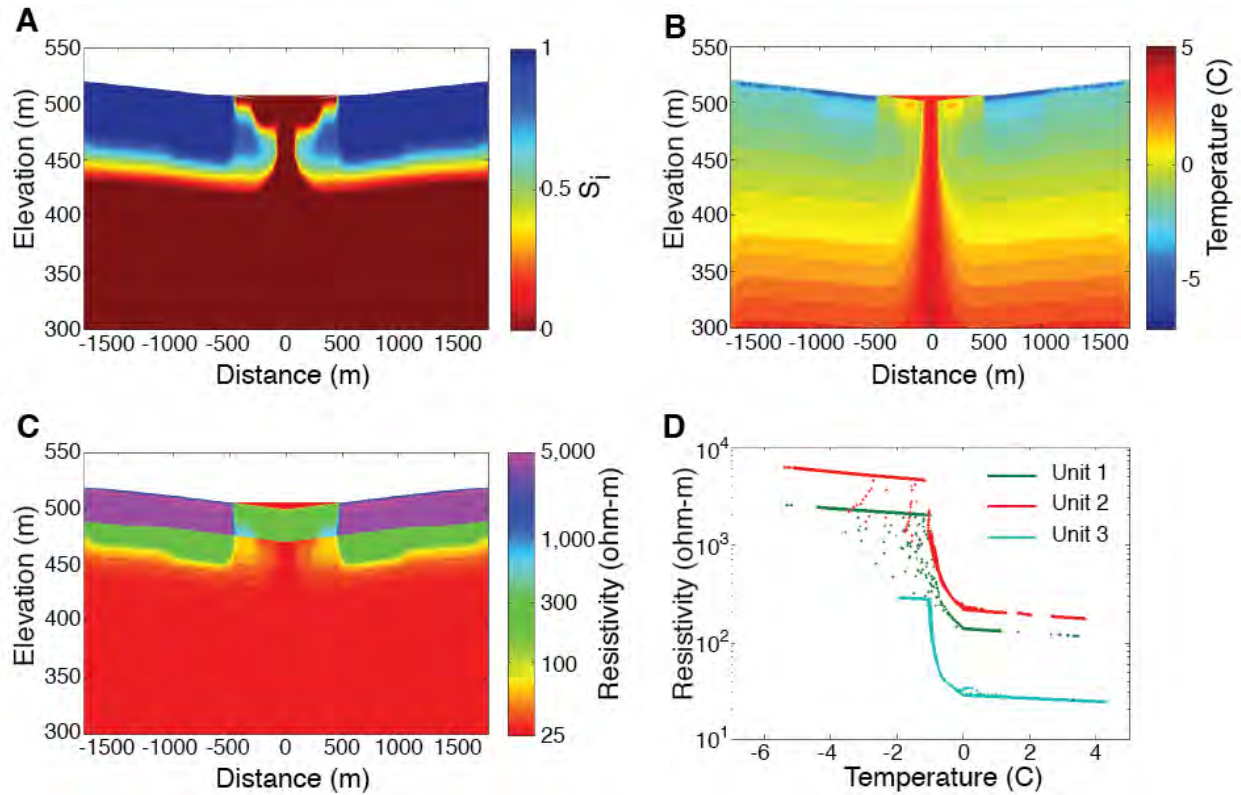 A
550
500
450
400
350
300
Elevation (m)
-1500 -1000 -500 0 500 1000 1500
Distance (m)
1
0.5
0
Si
B
550
500
450
400
350
300
Elevation (m)
-1500 -1000 -500 0 500 1000 1500
Distance (m)
5
0
-5
Temperature (C)
C
550
500
450
400
350
300
Elevation (m)
-1500 -1000 -500 0 500 1000 1500
Distance (m)
5,000
1,000
300
100
25
Resistivity (ohm-m)
D
10^4
10^3
10^2
10^1
Resistivity (ohm-m)
Unit 1
Unit 2
Unit 3
-6 -4 -2 0 2 4
Temperature (C)